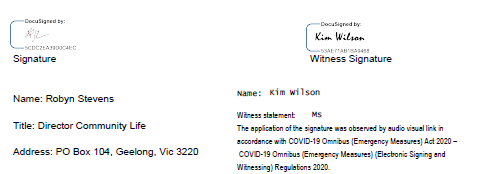 DocuSigned by:
5CDC2EA3900C4EC...
Signature
Name: Robyn Stevens
Title: Director Community Life
Address: PO Box 104, Geelong, Vic 3220
DocuSigned by:
Kim Wilson
Witness Signature
Name: Kim Wilson
Witness statement: Ms
The application of the signature was observed by audio visual link in
accordance with COVID-19 Omnibus (Emergency Measures) Act 2020 –
COVID-19 Omnibus (Emergency Measures) (Electronic Signing and
Witnessing) Regulations 2020.